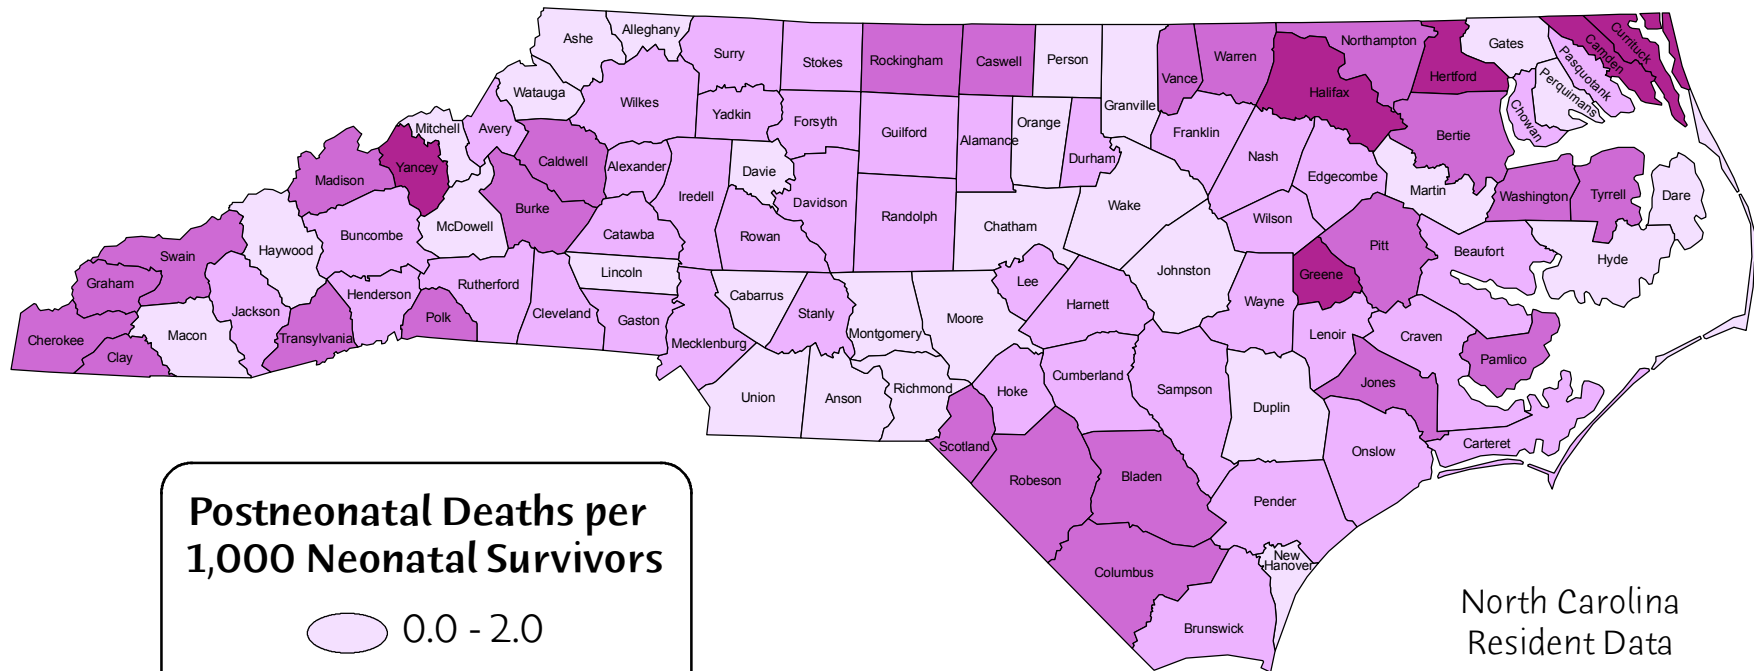 Ashe
Alleghany
Surry
Stokes
Rockingham
Caswell
Person
Granville
Vance
Warren
Northampton
Hertford
Gates
Camden
Currituck
Pasquotank
Perquimans
Chowan
Halifax
Bertie
Watauga
Wilkes
Yadkin
Forsyth
Guilford
Alamance
Orange
Durham
Franklin
Nash
Edgecombe
Martin
Washington
Tyrrell
Dare
Mitchell
Avery
Yancey
Madison
Caldwell
Alexander
Iredell
Davie
Davidson
Randolph
Chatham
Wake
Wilson
Pitt
Beaufort
Hyde
Burke
McDowell
Buncombe
Haywood
Swain
Graham
Cherokee
Clay
Macon
Jackson
Transylvania
Henderson
Polk
Rutherford
Cleveland
Lincoln
Catawba
Rowan
Gaston
Mecklenburg
Cabarrus
Stanly
Montgomery
Moore
Lee
Harnett
Johnston
Wayne
Greene
Lenoir
Craven
Pamlico
Jones
Carteret
Onslow
Duplin
Sampson
Cumberland
Hoke
Richmond
Anson
Union
Scotland
Robeson
Bladen
Pender
New
Hanover
Columbus
Brunswick
Postneonatal Deaths per
1,000 Neonatal Survivors
0.0 - 2.0
North Carolina
Resident Data